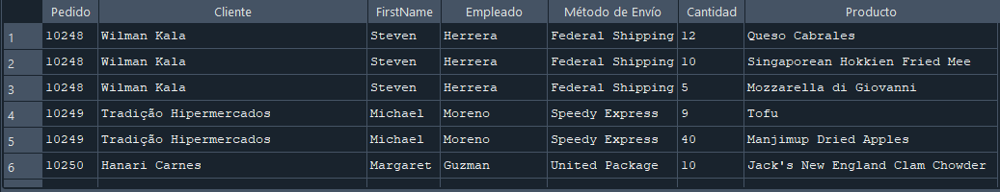 Pedido Cliente FirstName Empleado Método de Envío Cantidad Producto
1 10248 Wilman Kala Steven Herrera Federal Shipping 12 Queso Cabrales
2 10248 Wilman Kala Steven Herrera Federal Shipping 10 Singaporean Hokkien Fried Mee
3 10248 Wilman Kala Steven Herrera Federal Shipping 5 Mozzarella di Giovanni
4 10249 Tradição Hipermercados Michael Moreno Speedy Express 9 Tofu
5 10249 Tradição Hipermercados Michael Moreno Speedy Express 40 Manjimup Dried Apples
6 10250 Hanari Carnes Margaret Guzman United Package 10 Jack's New England Clam Chowder